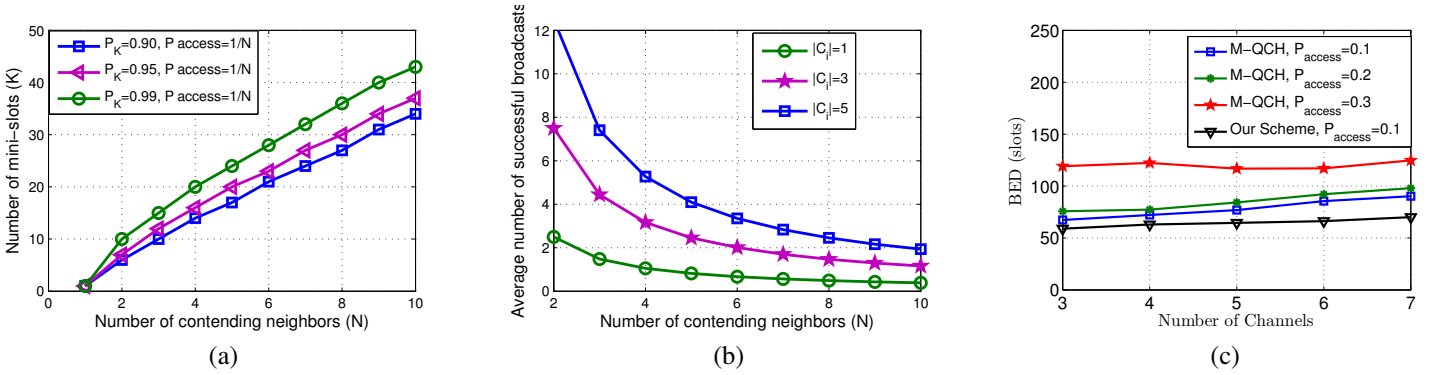 50
40
30
20
10
0
2
4
6
8
10
Number of mini−slots (K)
Number of contending neighbors (N)
P_K=0.90, P access=1/N
P_K=0.95, P access=1/N
P_K=0.99, P access=1/N
(a)
12
10
8
6
4
2
0
2
4
6
8
10
Average number of successful broadcasts
Number of contending neighbors (N)
|C_i|=1
|C_i|=3
|C_i|=5
(b)
250
200
150
100
50
0
3
4
5
6
7
BED (slots)
Number of Channels
M−QCH, P_access=0.1
M−QCH, P_access=0.2
M−QCH, P_access=0.3
Our Scheme, P_access=0.1
(c)